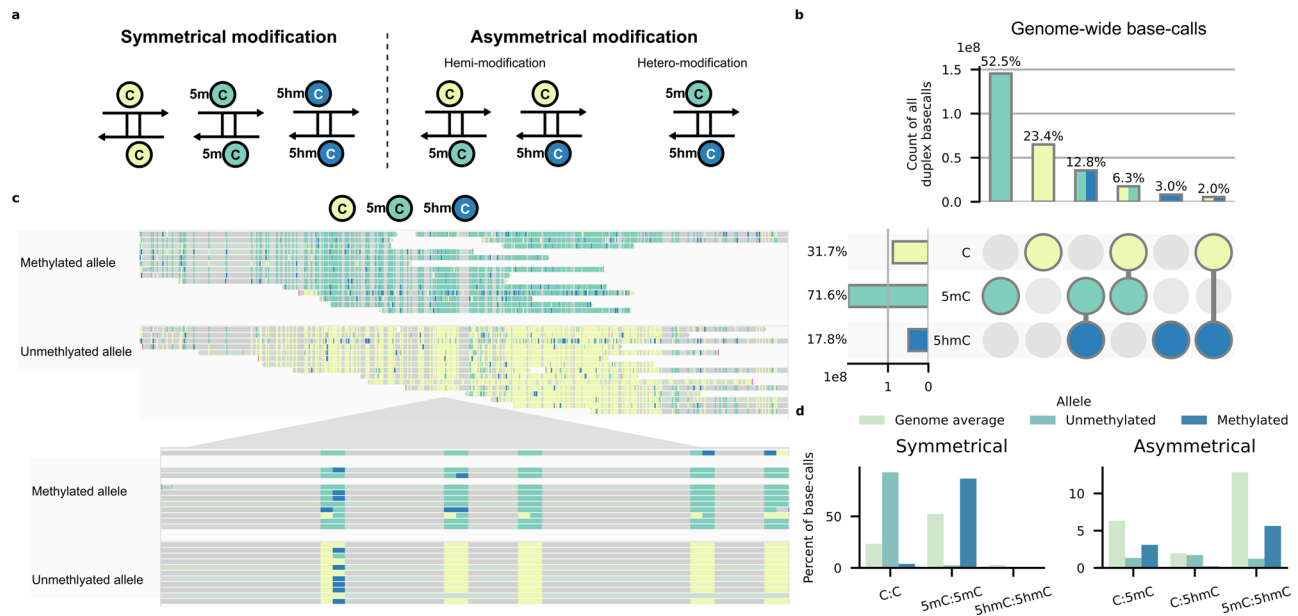 a
Symmetrical modification
Asymmetrical modification
Hemi-modification
Hetero-modification
C
5m C
5hm C
C
C
5m C
C
5m C
5hm C
5m C
5hm C
5hm C
b
Genome-wide base-calls
1e8
Count of all
duplex basecalls
1.5
1.0
0.5
0.0
52.5%
23.4%
12.8%
6.3%
3.0%
2.0%
31.7%
C
71.6%
5mC
17.8%
5hmC
1e8
1
0
c
C
5m C
5hm C
Methylated allele
Unmethlyated allele
Methylated allele
Unmethlyated allele
d
Allele
Genome average
Unmethylated
Methylated
Symmetrical
Percent of base-calls
50
0
C:C
5mC:5mC
5hmC:5hmC
Asymmetrical
10
5
0
C:5mC
C:5hmC
5mC:5hmC